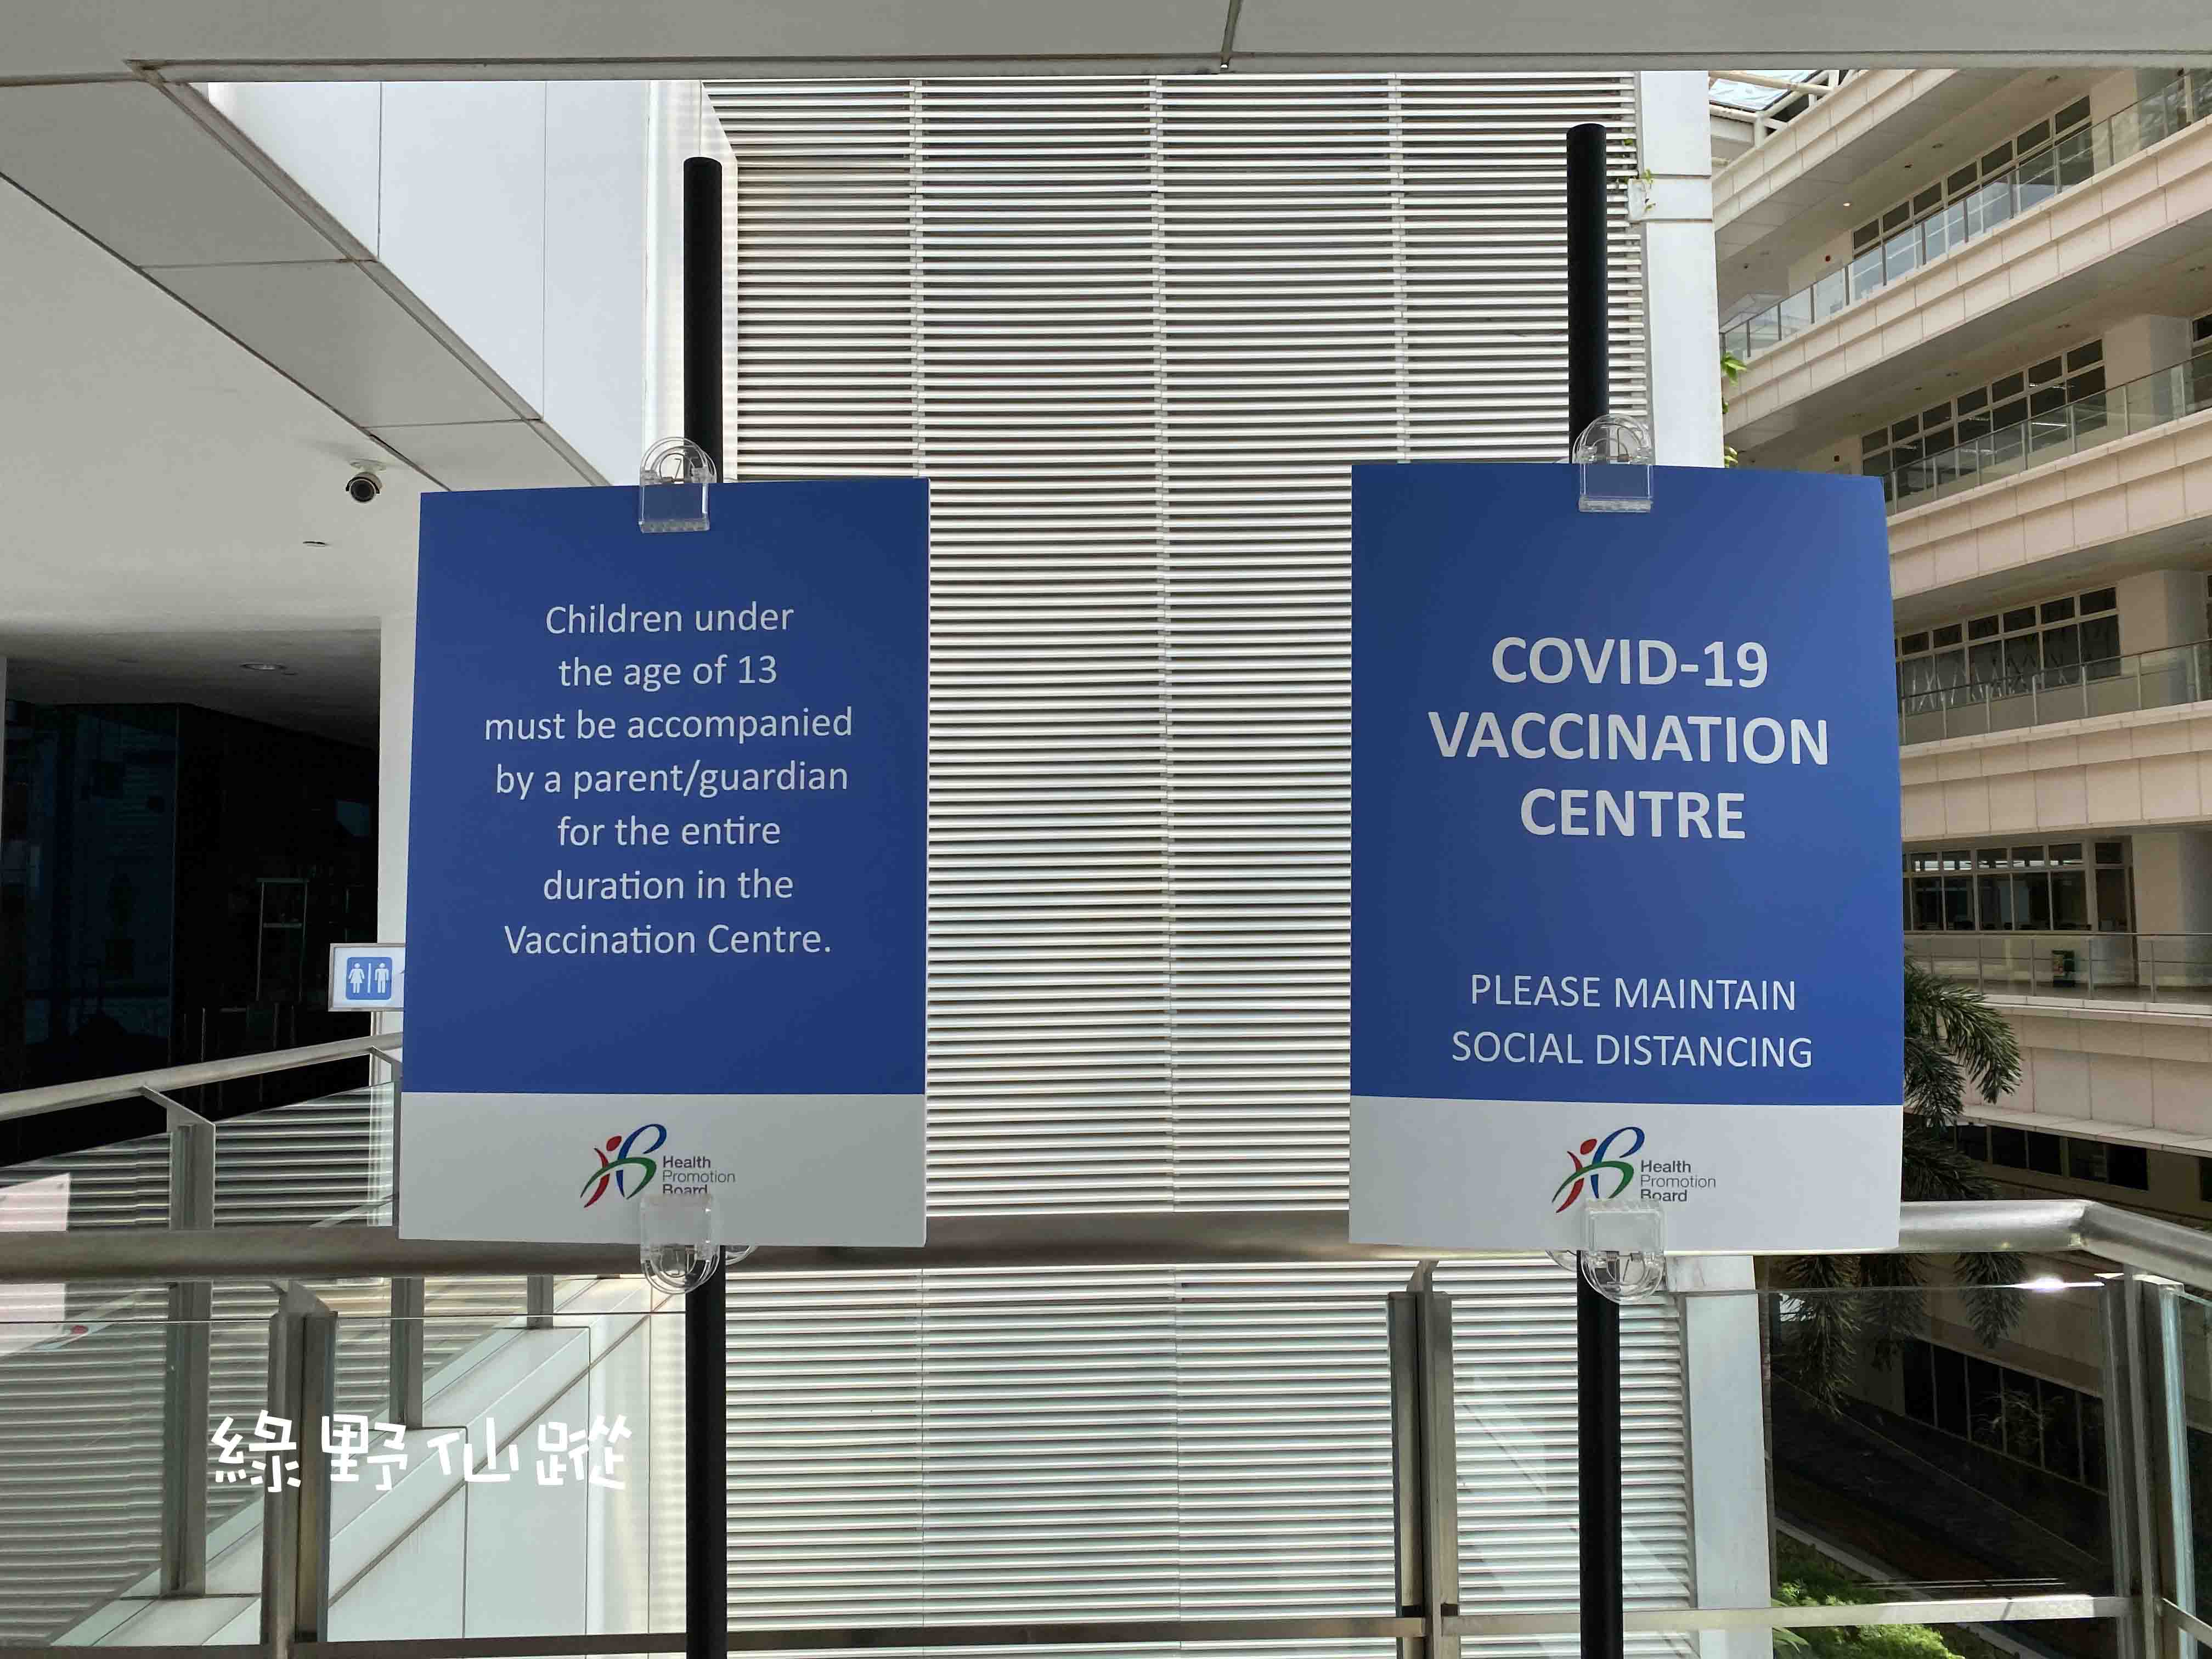 Children under
the age of 13
must be accompanied
by a parent/guardian
for the entire
duration in the
Vaccination Centre.
Health
Promotion
Board
COVID-19
VACCINATION
CENTRE
PLEASE MAINTAIN
SOCIAL DISTANCING
Health
Promotion
Board
綠野仙蹤